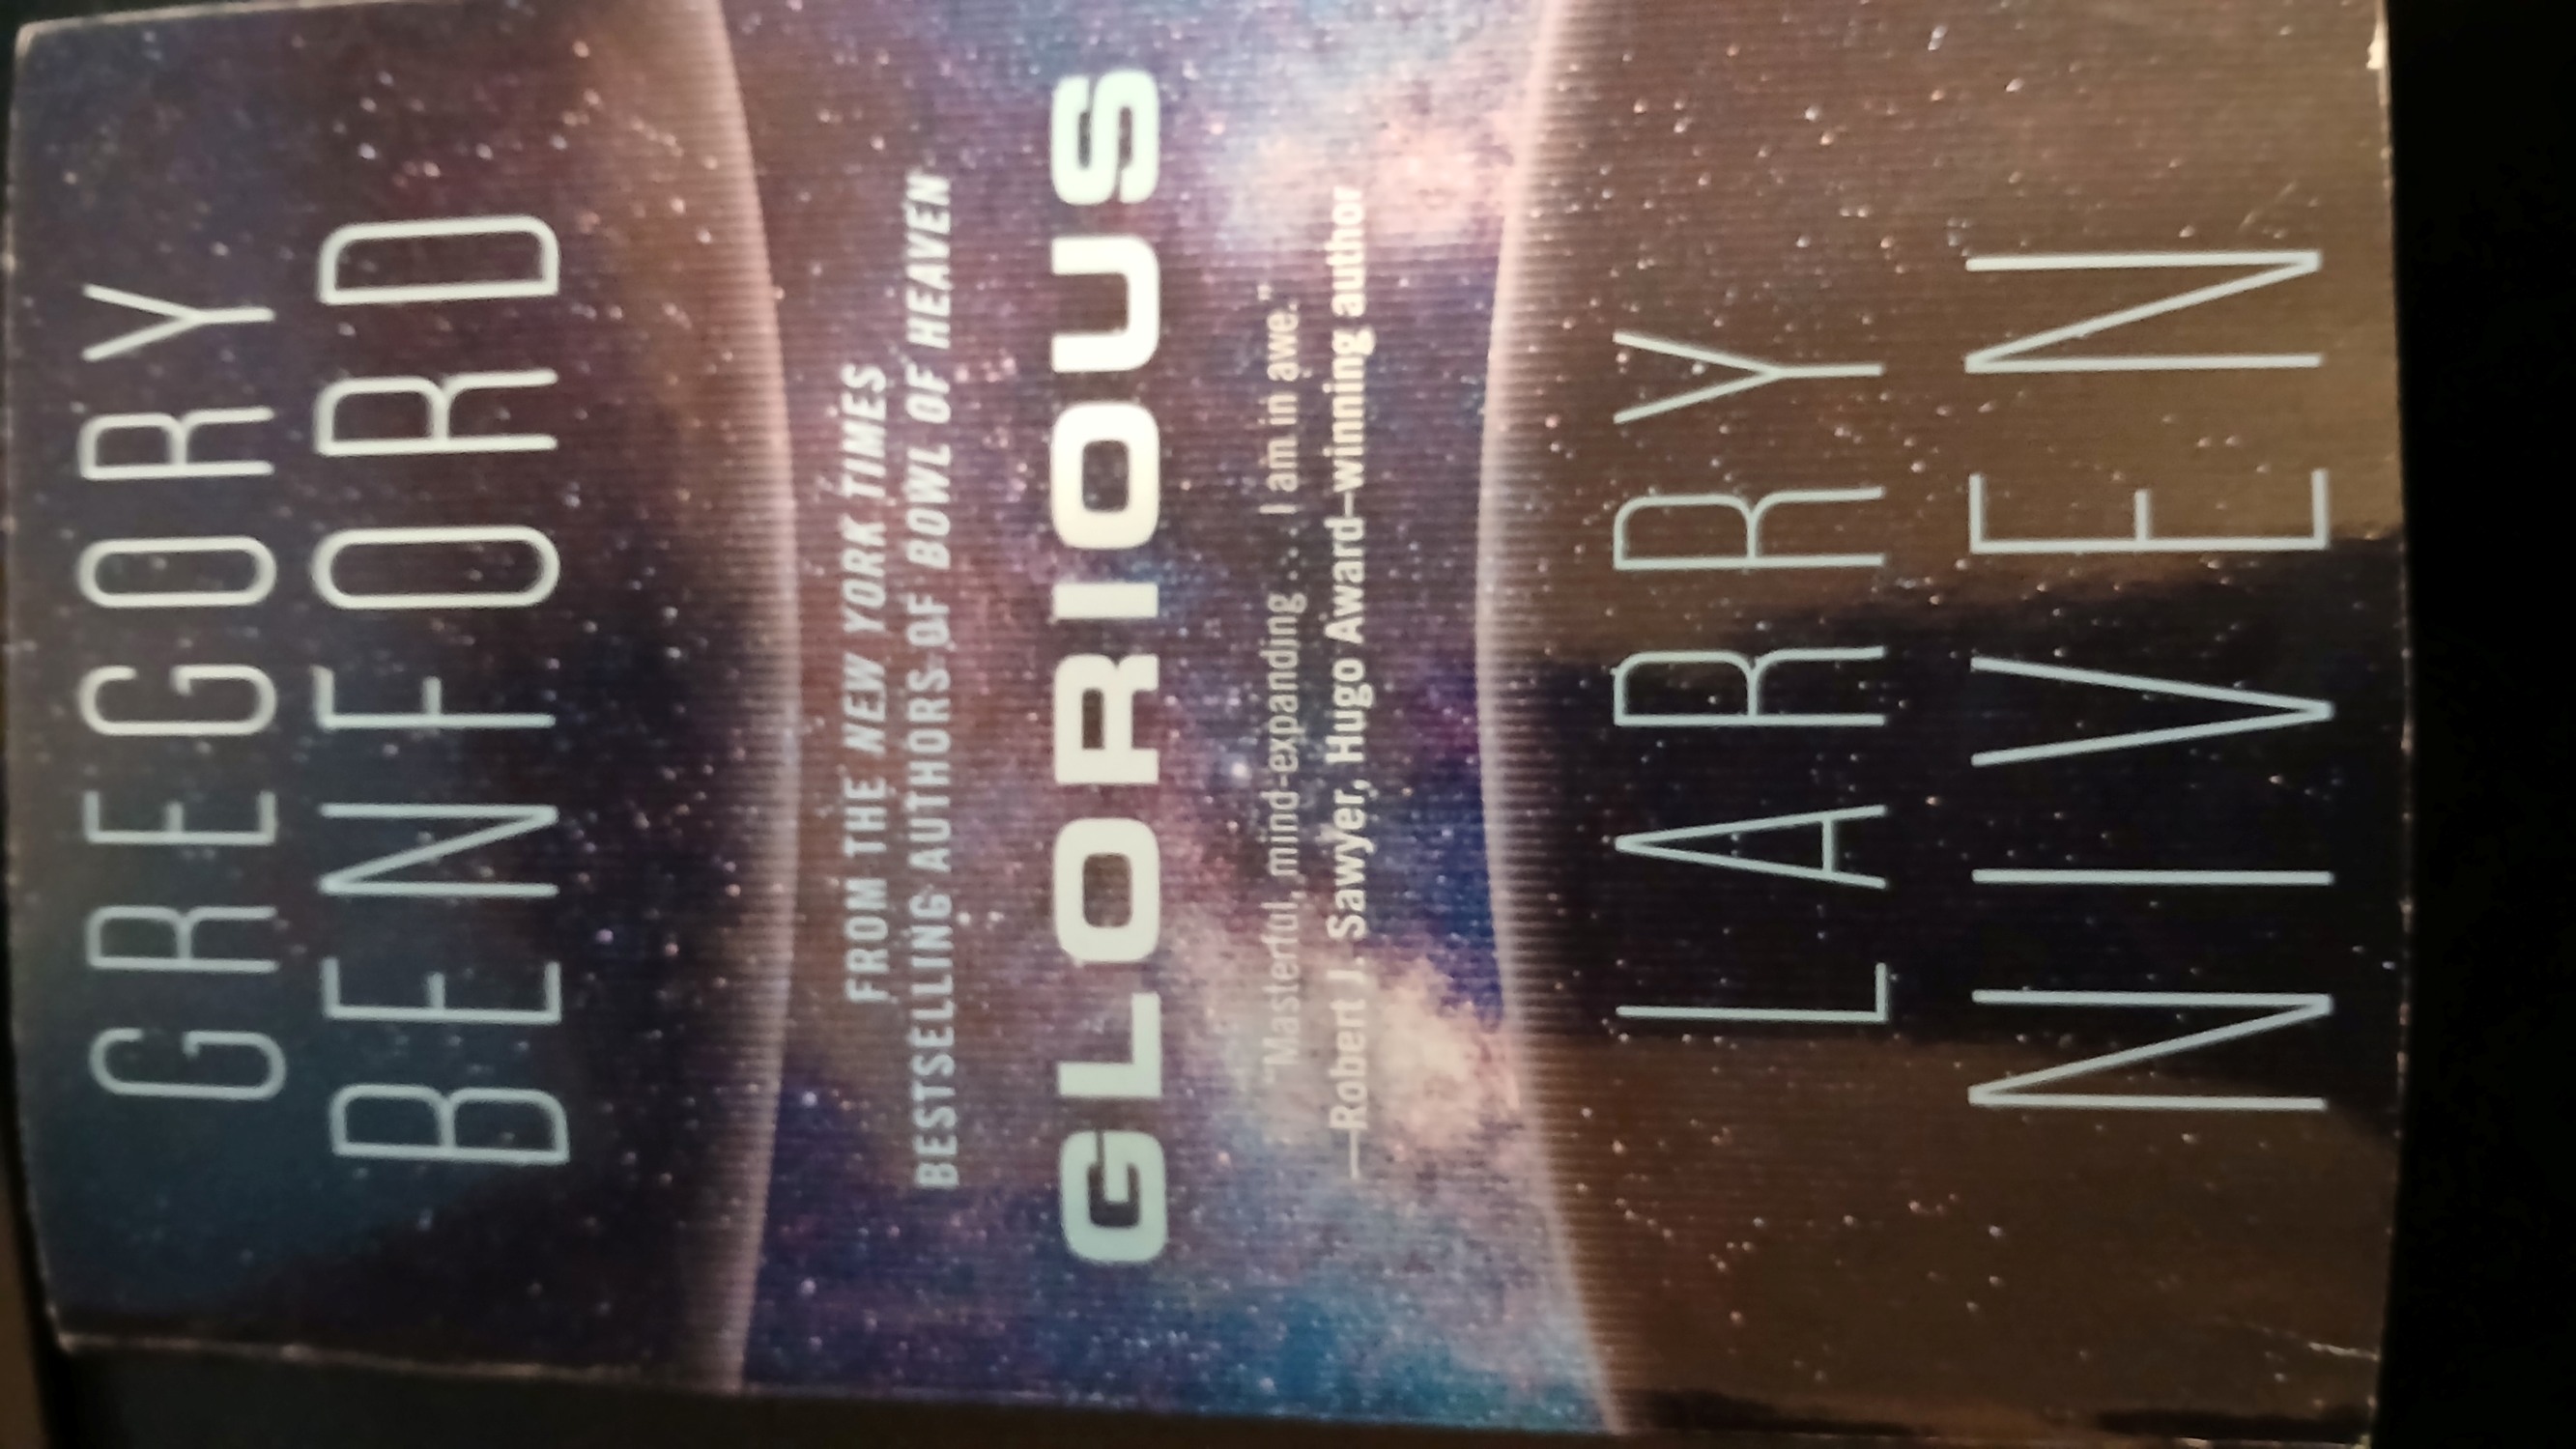 GREGORY
BENFORD
FROM THE NEW YORK TIMES
BESTSELLING AUTHORS OF BOWL OF HEAVEN
GLORIOUS
"Masterful, mind-expanding . . . I am in awe."
—Robert J. Sawyer, Hugo Award–winning author
LARRY
NIVEN